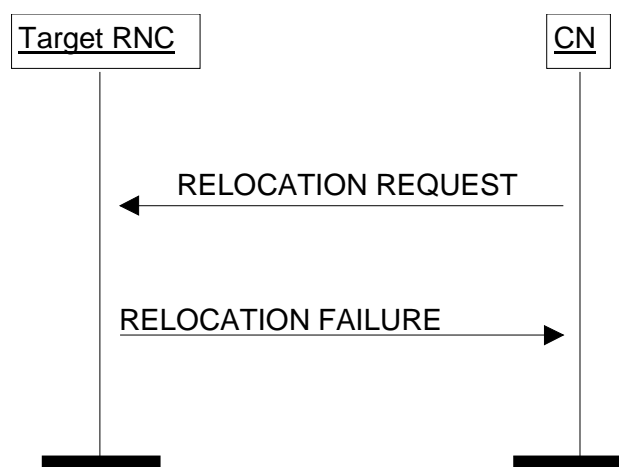 Target RNC
CN
RELOCATION REQUEST
RELOCATION FAILURE